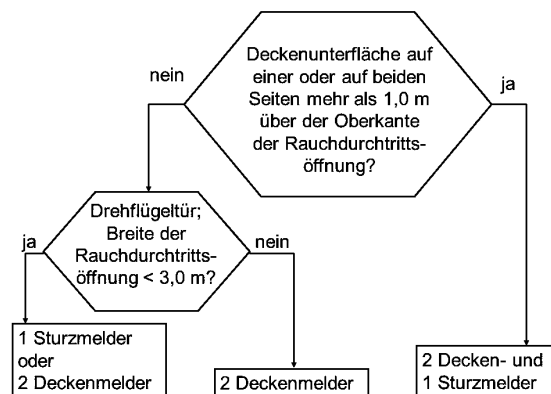 Deckenunterfläche auf
einer oder auf beiden
Seiten mehr als 1,0 m
über der Oberkante
der Rauchdurchtritts-
öffnung?
nein
ja
Drehflügeltür;
Breite der
Rauchdurchtritts-
öffnung < 3,0 m?
ja
nein
1 Sturzmelder
oder
2 Deckenmelder
2 Deckenmelder
2 Decken- und
1 Sturzmelder